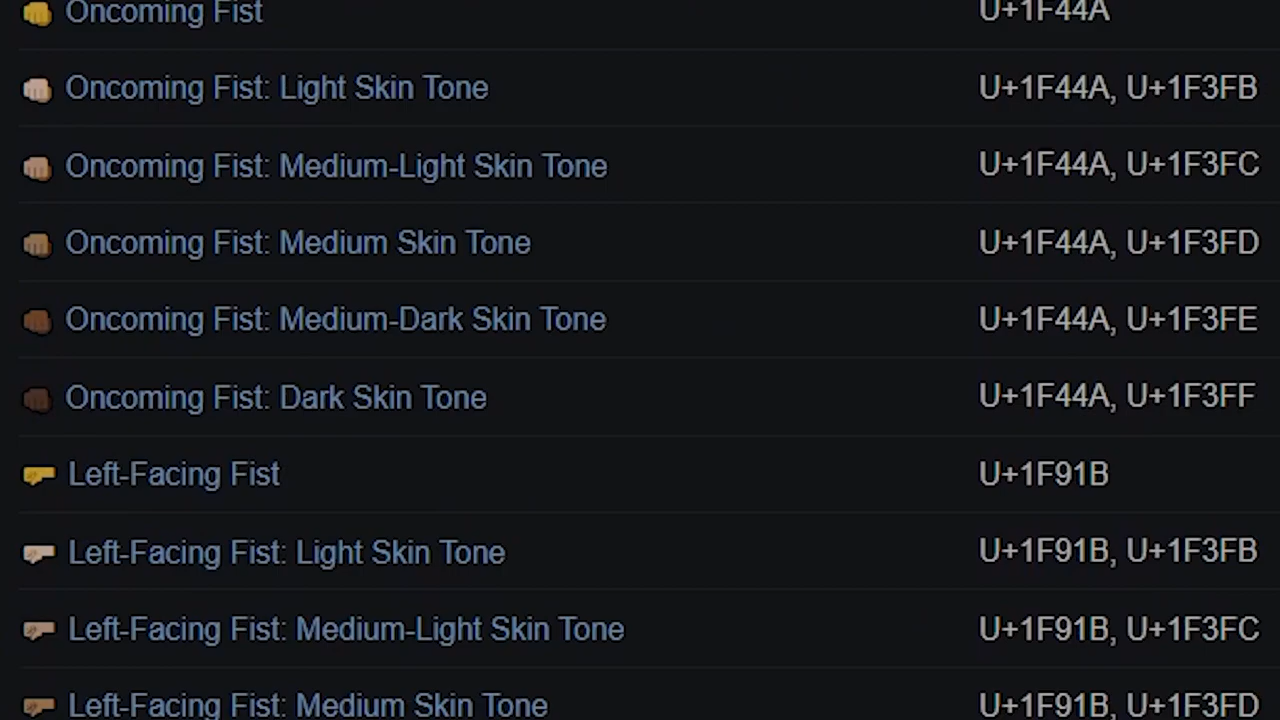 Oncoming Fist U+1F44A
Oncoming Fist: Light Skin Tone U+1F44A, U+1F3FB
Oncoming Fist: Medium-Light Skin Tone U+1F44A, U+1F3FC
Oncoming Fist: Medium Skin Tone U+1F44A, U+1F3FD
Oncoming Fist: Medium-Dark Skin Tone U+1F44A, U+1F3FE
Oncoming Fist: Dark Skin Tone U+1F44A, U+1F3FF
Left-Facing Fist U+1F91B
Left-Facing Fist: Light Skin Tone U+1F91B, U+1F3FB
Left-Facing Fist: Medium-Light Skin Tone U+1F91B, U+1F3FC
Left-Facing Fist: Medium Skin Tone U+1F91B, U+1F3FD